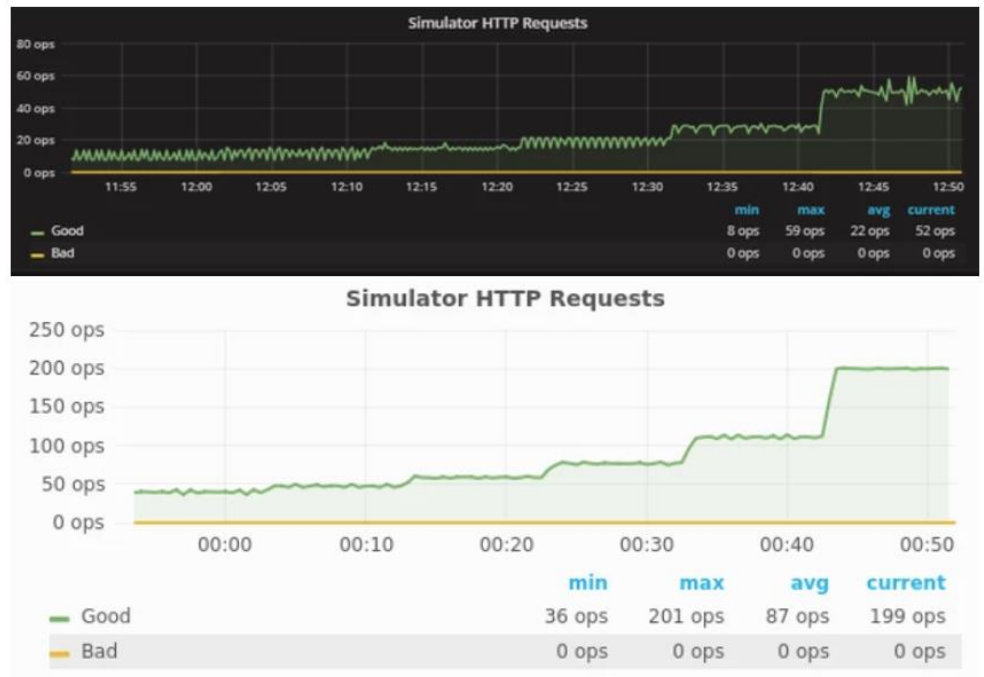 Simulator HTTP Requests
80 ops
60 ops
40 ops
20 ops
0 ops
11:55 12:00 12:05 12:10 12:15 12:20 12:25 12:30 12:35 12:40 12:45 12:50
min max avg current
Good 8 ops 59 ops 22 ops 52 ops
Bad 0 ops 0 ops 0 ops 0 ops
Simulator HTTP Requests
250 ops
200 ops
150 ops
100 ops
50 ops
0 ops
00:00 00:10 00:20 00:30 00:40 00:50
min max avg current
Good 36 ops 201 ops 87 ops 199 ops
Bad 0 ops 0 ops 0 ops 0 ops